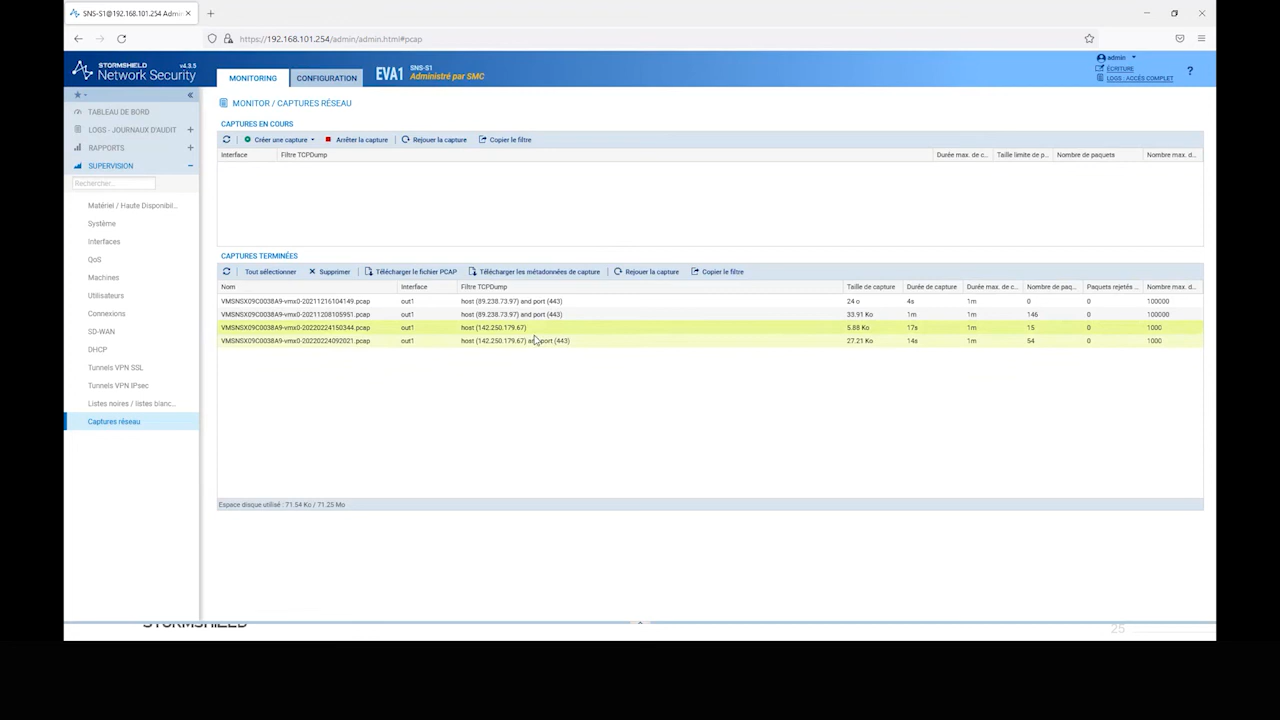 SNS-S1@192.168.101.254 Admi
https://192.168.101.254/admin/admin.html#pcap
STORMSHIELD v4.3.5
Network Security
MONITORING CONFIGURATION
EVA1 SNS-S1
Administré par SMC
admin
ÉCRITURE
LOGS : ACCÈS COMPLET
?
TABLEAU DE BORD
LOGS - JOURNAUX D'AUDIT
RAPPORTS
SUPERVISION
Rechercher...
Matériel / Haute Disponibil...
Système
Interfaces
QoS
Machines
Utilisateurs
Connexions
SD-WAN
DHCP
Tunnels VPN SSL
Tunnels VPN IPsec
Listes noires / listes blanc...
Captures réseau
MONITOR / CAPTURES RÉSEAU
CAPTURES EN COURS
Créer une capture Arrêter la capture Rejouer la capture Copier le filtre
Interface Filtre TCPDump Durée max. de c... Taille limite de p... Nombre de paquets Nombre max. d...
CAPTURES TERMINÉES
Tout sélectionner Supprimer Télécharger le fichier PCAP Télécharger les métadonnées de capture Rejouer la capture Copier le filtre
Nom Interface Filtre TCPDump Taille de capture Durée de capture Durée max. de c... Nombre de paq... Paquets rejetés ... Nombre max. d...
VMSNSX09C0038A9-vmx0-20211216104149.pcap out1 host (89.238.73.97) and port (443) 24 o 4s 1m 0 0 100000
VMSNSX09C0038A9-vmx0-20211208105951.pcap out1 host (89.238.73.97) and port (443) 33.91 Ko 1m 1m 146 0 100000
VMSNSX09C0038A9-vmx0-20220224150344.pcap out1 host (142.250.179.67) 5.88 Ko 17s 1m 15 0 1000
VMSNSX09C0038A9-vmx0-20220224092021.pcap out1 host (142.250.179.67) and port (443) 27.21 Ko 14s 1m 54 0 1000
Espace disque utilisé : 71.54 Ko / 71.25 Mo
STORMSHIELD
25